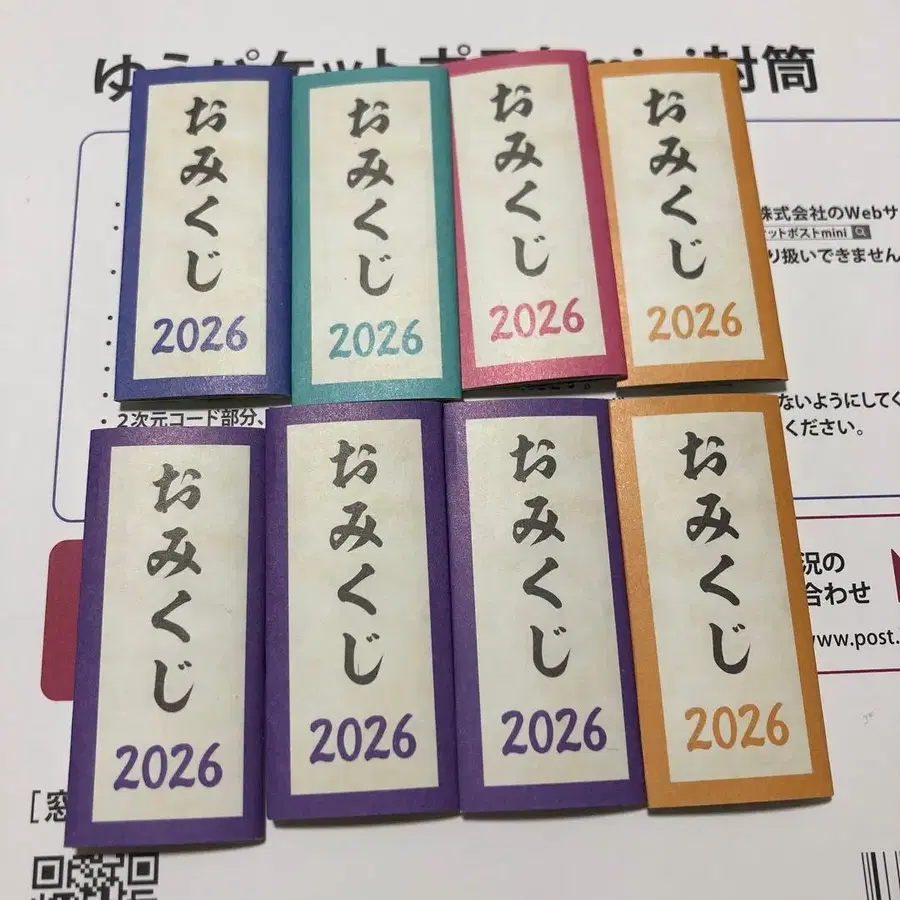 おみくじ
2026
おみくじ
2026
おみくじ
2026
おみくじ
2026
おみくじ
2026
おみくじ
2026
おみくじ
2026
おみくじ
2026
封筒
株式会社のWebサ
ットポストmini
り扱いできません
・2次元コード部分、
ないようにしてく
ください。
況の
合わせ
www.post.
[窓